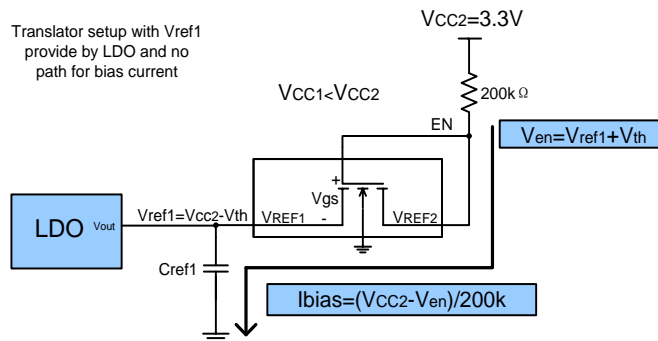 Translator setup with Vref1
provide by LDO and no
path for bias current
VCC2=3.3V
VCC1<VCC2
200kΩ
EN
Ven=Vref1+Vth
+
Vgs
-
LDO Vout
Vref1=Vcc2-Vth
VREF1
VREF2
Cref1
Ibias=(VCC2-Ven)/200k